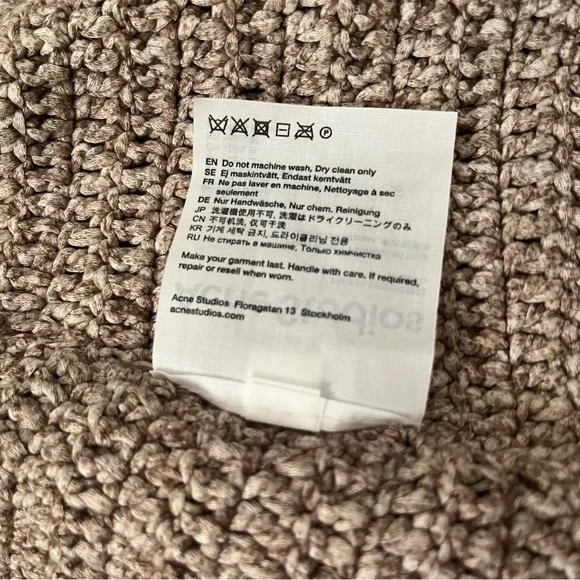 EN Do not machine wash, Dry clean only
SE Ej maskintvätt, Endast kemtvätt
FR Ne pas laver en machine, Nettoyage à sec
seulement
DE Nur Handwäsche, Nur chem. Reinigung
JP 洗濯機使用不可, 洗濯はドライクリーニングのみ
CN 不可机洗, 仅可干洗
KR 기계 세탁 금지, 드라이클리닝 전용
RU Не стирать в машине, Только химчистка
Make your garment last. Handle with care. If required,
repair or resell when worn.
Acne Studios Floragatan 13 Stockholm
acnestudios.com